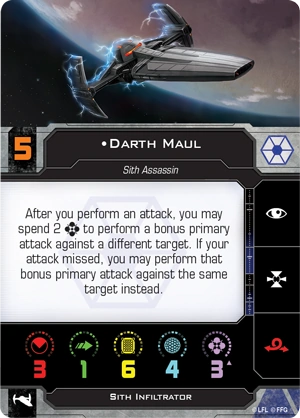 5
•Darth Maul
Sith Assassin
After you perform an attack, you may
spend 2 to perform a bonus primary
attack against a different target. If your
attack missed, you may perform that
bonus primary attack against the same
target instead.
3 1 6 4 3
Sith Infiltrator
©LFL ©FFG